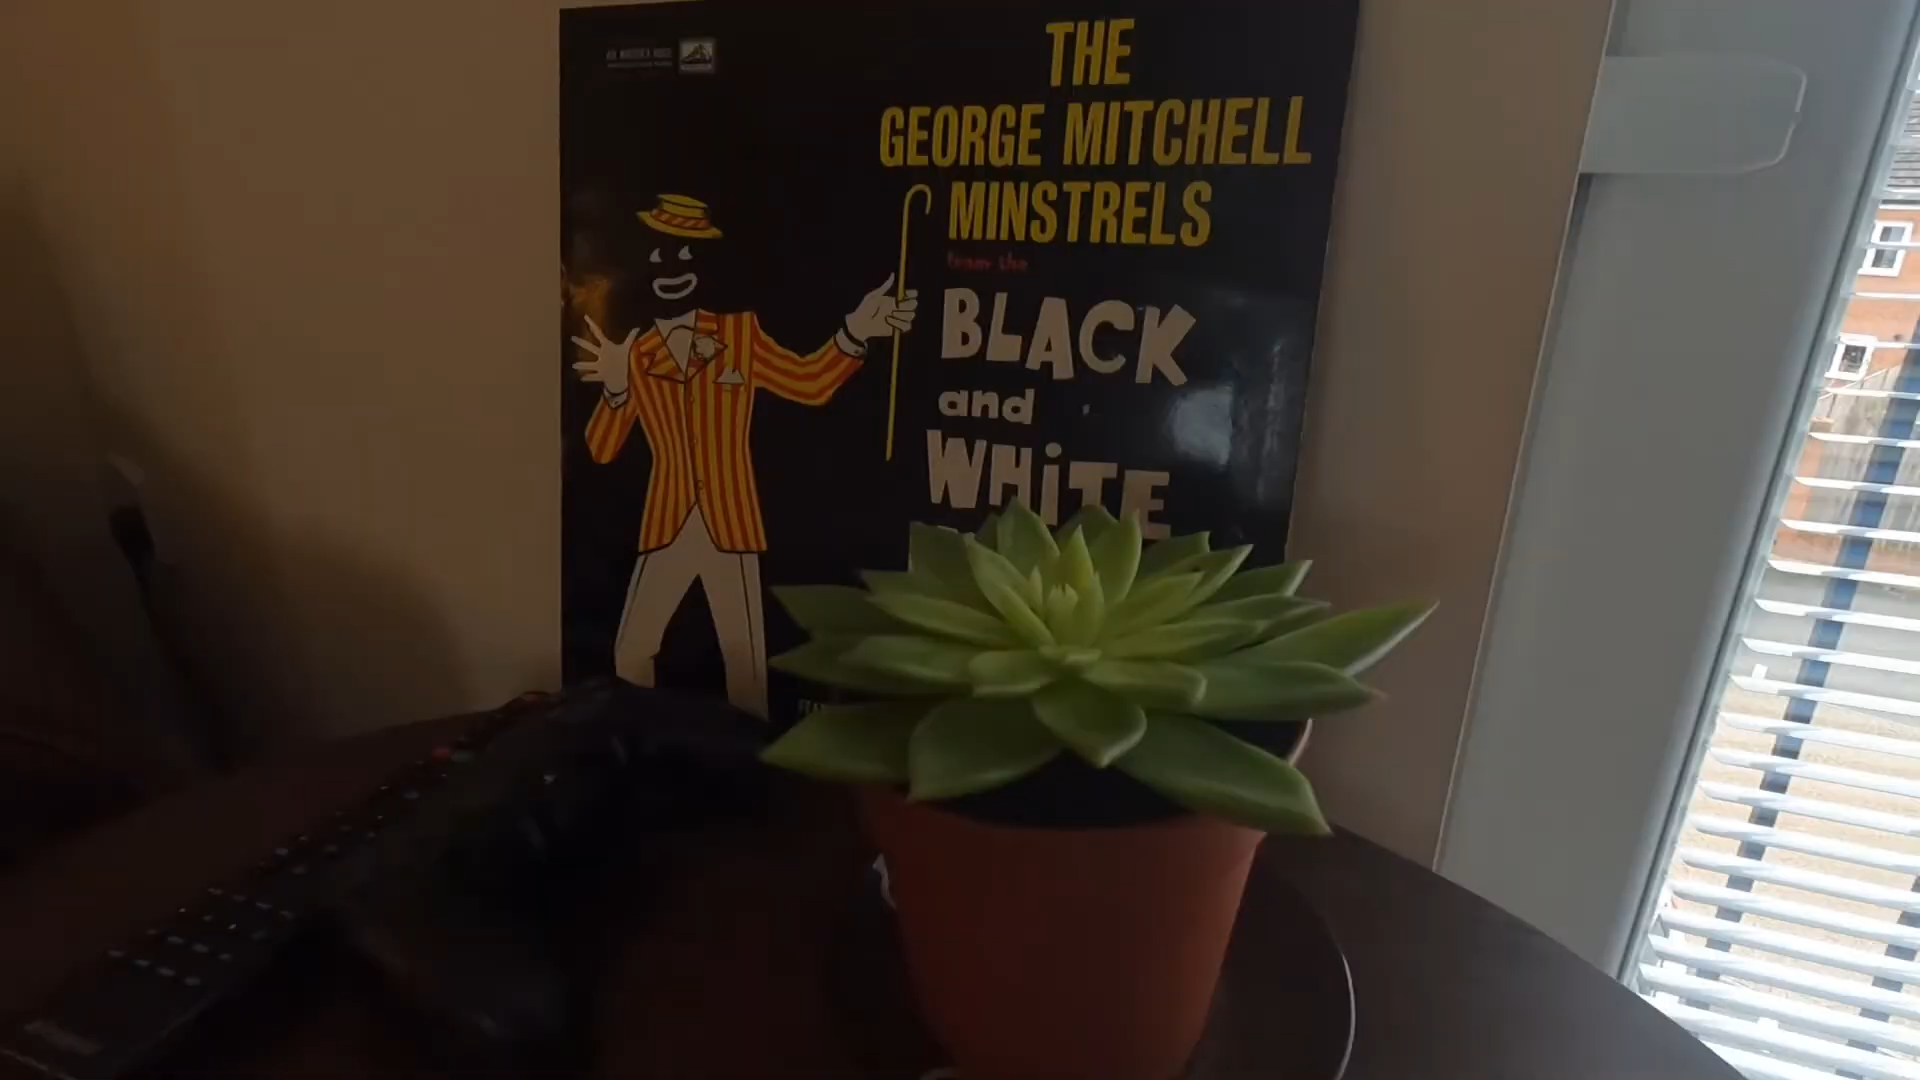 THE
GEORGE MITCHELL
MINSTRELS
from the
BLACK
and
WHiTE